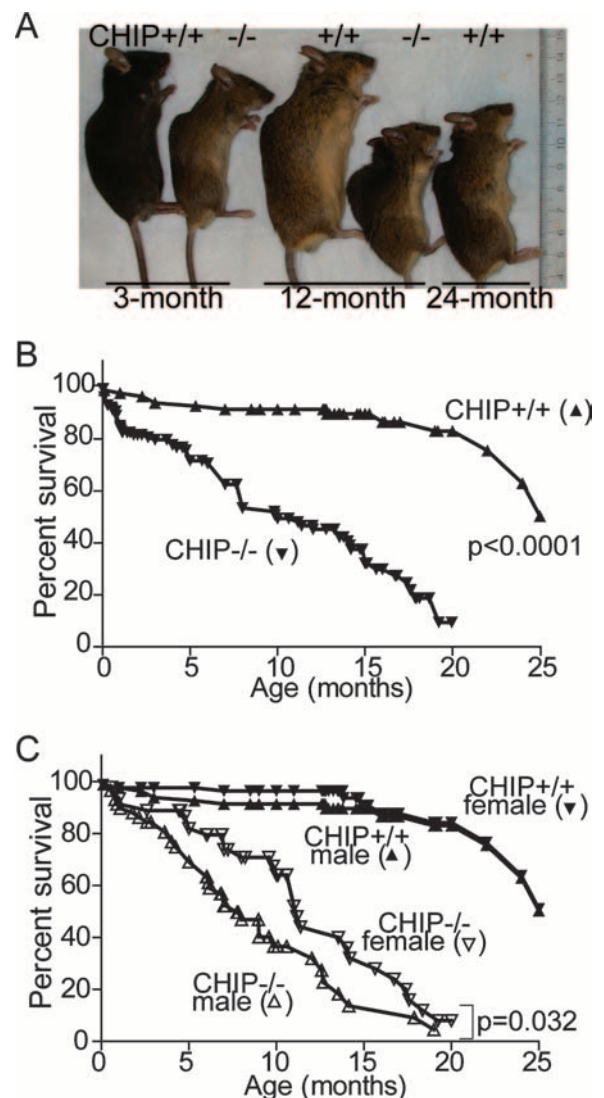 A
CHIP+/+ -/- +/+ -/- +/+
3-month 12-month 24-month
B
Percent survival
100
80
60
40
20
0
CHIP+/+ (▲)
p<0.0001
CHIP-/- (▼)
0 5 10 15 20 25
Age (months)
C
Percent survival
100
80
60
40
20
0
CHIP+/+
female (▼)
CHIP+/+
male (▲)
CHIP-/-
female (▽)
CHIP-/-
male (△)
p=0.032
0 5 10 15 20 25
Age (months)